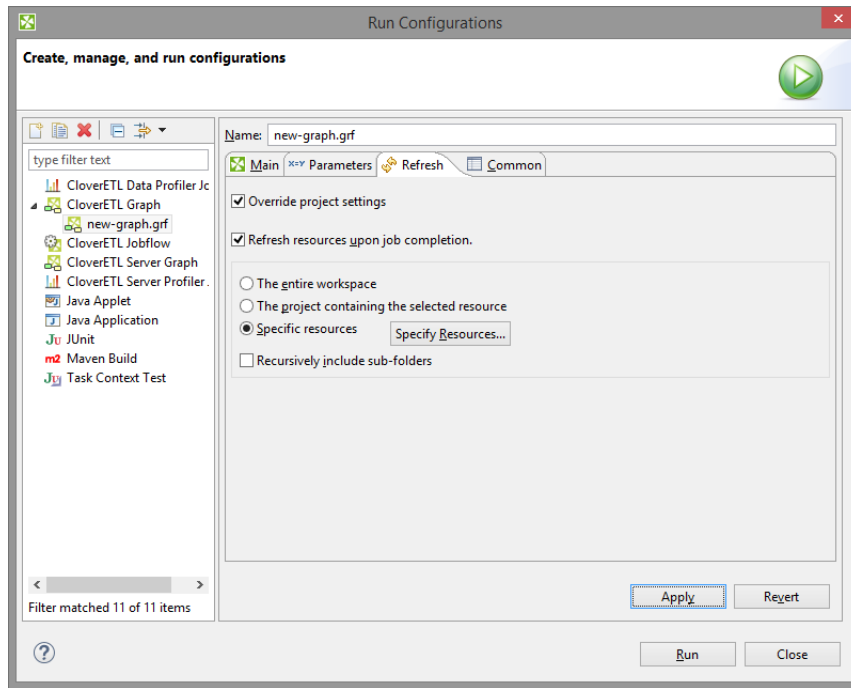 Run Configurations
Create, manage, and run configurations
type filter text
CloverETL Data Profiler Jc
CloverETL Graph
new-graph.grf
CloverETL Jobflow
CloverETL Server Graph
CloverETL Server Profiler .
Java Applet
Java Application
Ju JUnit
m2 Maven Build
Ju Task Context Test
Filter matched 11 of 11 items
Name: new-graph.grf
Main x=y Parameters Refresh Common
Override project settings
Refresh resources upon job completion.
The entire workspace
The project containing the selected resource
Specific resources Specify Resources...
Recursively include sub-folders
Apply Revert
? Run Close